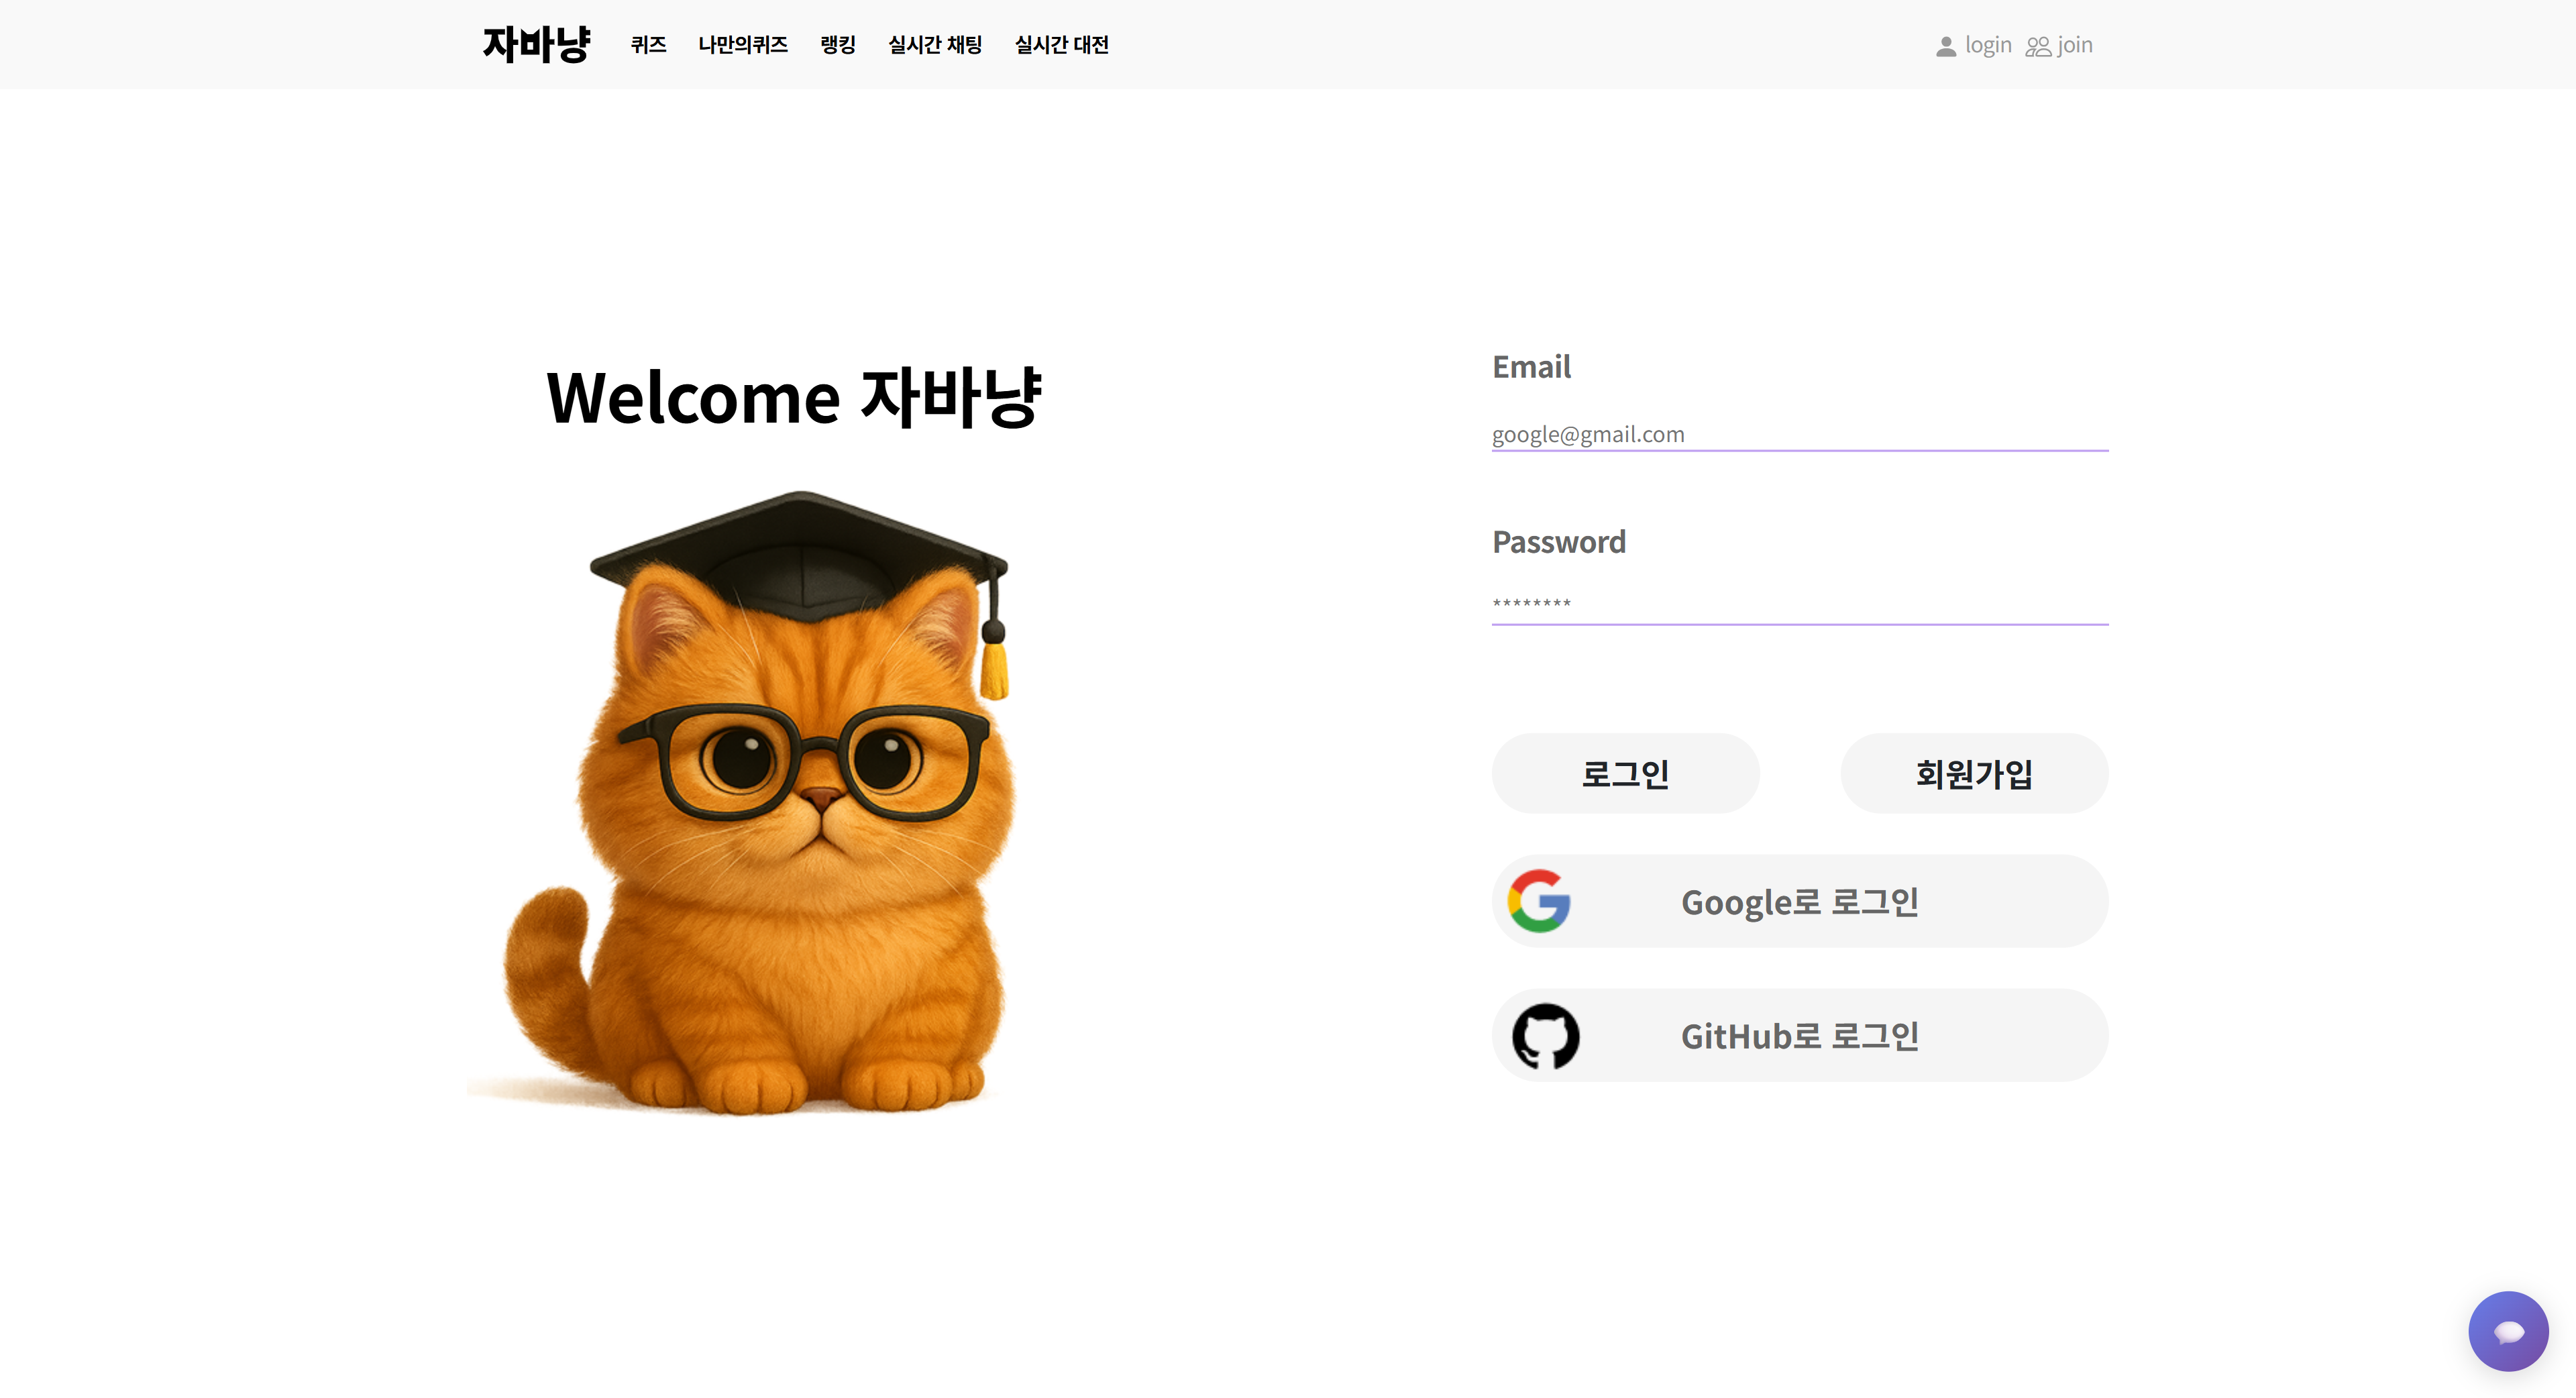 자바냥 퀴즈 나만의퀴즈 랭킹 실시간 채팅 실시간 대전 login join
Welcome 자바냥
Email
google@gmail.com
Password
********
로그인 회원가입
Google로 로그인
GitHub로 로그인